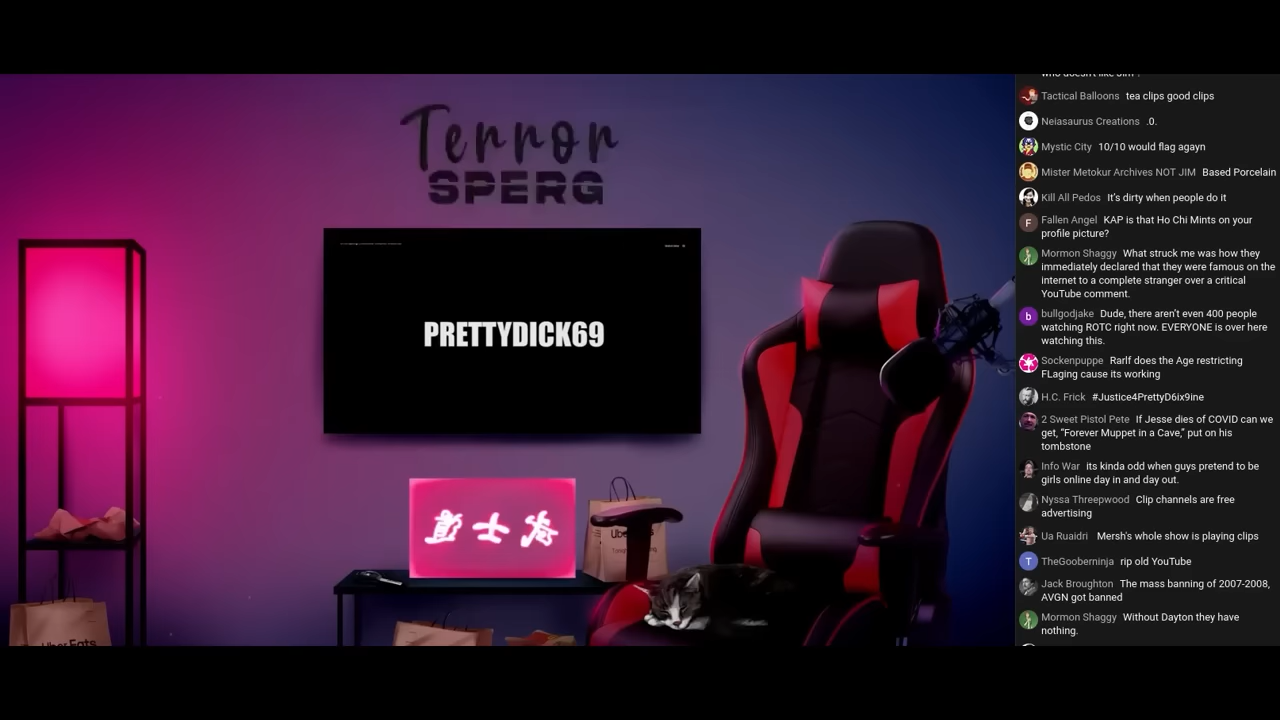 Terror
SPERG
PRETTYDICK69
道士
Uber
Uber Eats
Tactical Balloons tea clips good clips
Neiasaurus Creations .0.
Mystic City 10/10 would flag agayn
Mister Metokur Archives NOT JIM Based Porcelain
Kill All Pedos It's dirty when people do it
Fallen Angel KAP is that Ho Chi Mints on your
profile picture?
Mormon Shaggy What struck me was how they
immediately declared that they were famous on the
internet to a complete stranger over a critical
YouTube comment.
bullgodjake Dude, there aren't even 400 people
watching ROTC right now. EVERYONE is over here
watching this.
Sockenpuppe Rarlf does the Age restricting
FLaging cause its working
H.C. Frick #Justice4PrettyD6ix9ine
2 Sweet Pistol Pete If Jesse dies of COVID can we
get, “Forever Muppet in a Cave,” put on his
tombstone
Info War its kinda odd when guys pretend to be
girls online day in and day out.
Nyssa Threepwood Clip channels are free
advertising
Ua Ruaidri Mersh's whole show is playing clips
TheGooberninja rip old YouTube
Jack Broughton The mass banning of 2007-2008,
AVGN got banned
Mormon Shaggy Without Dayton they have
nothing.